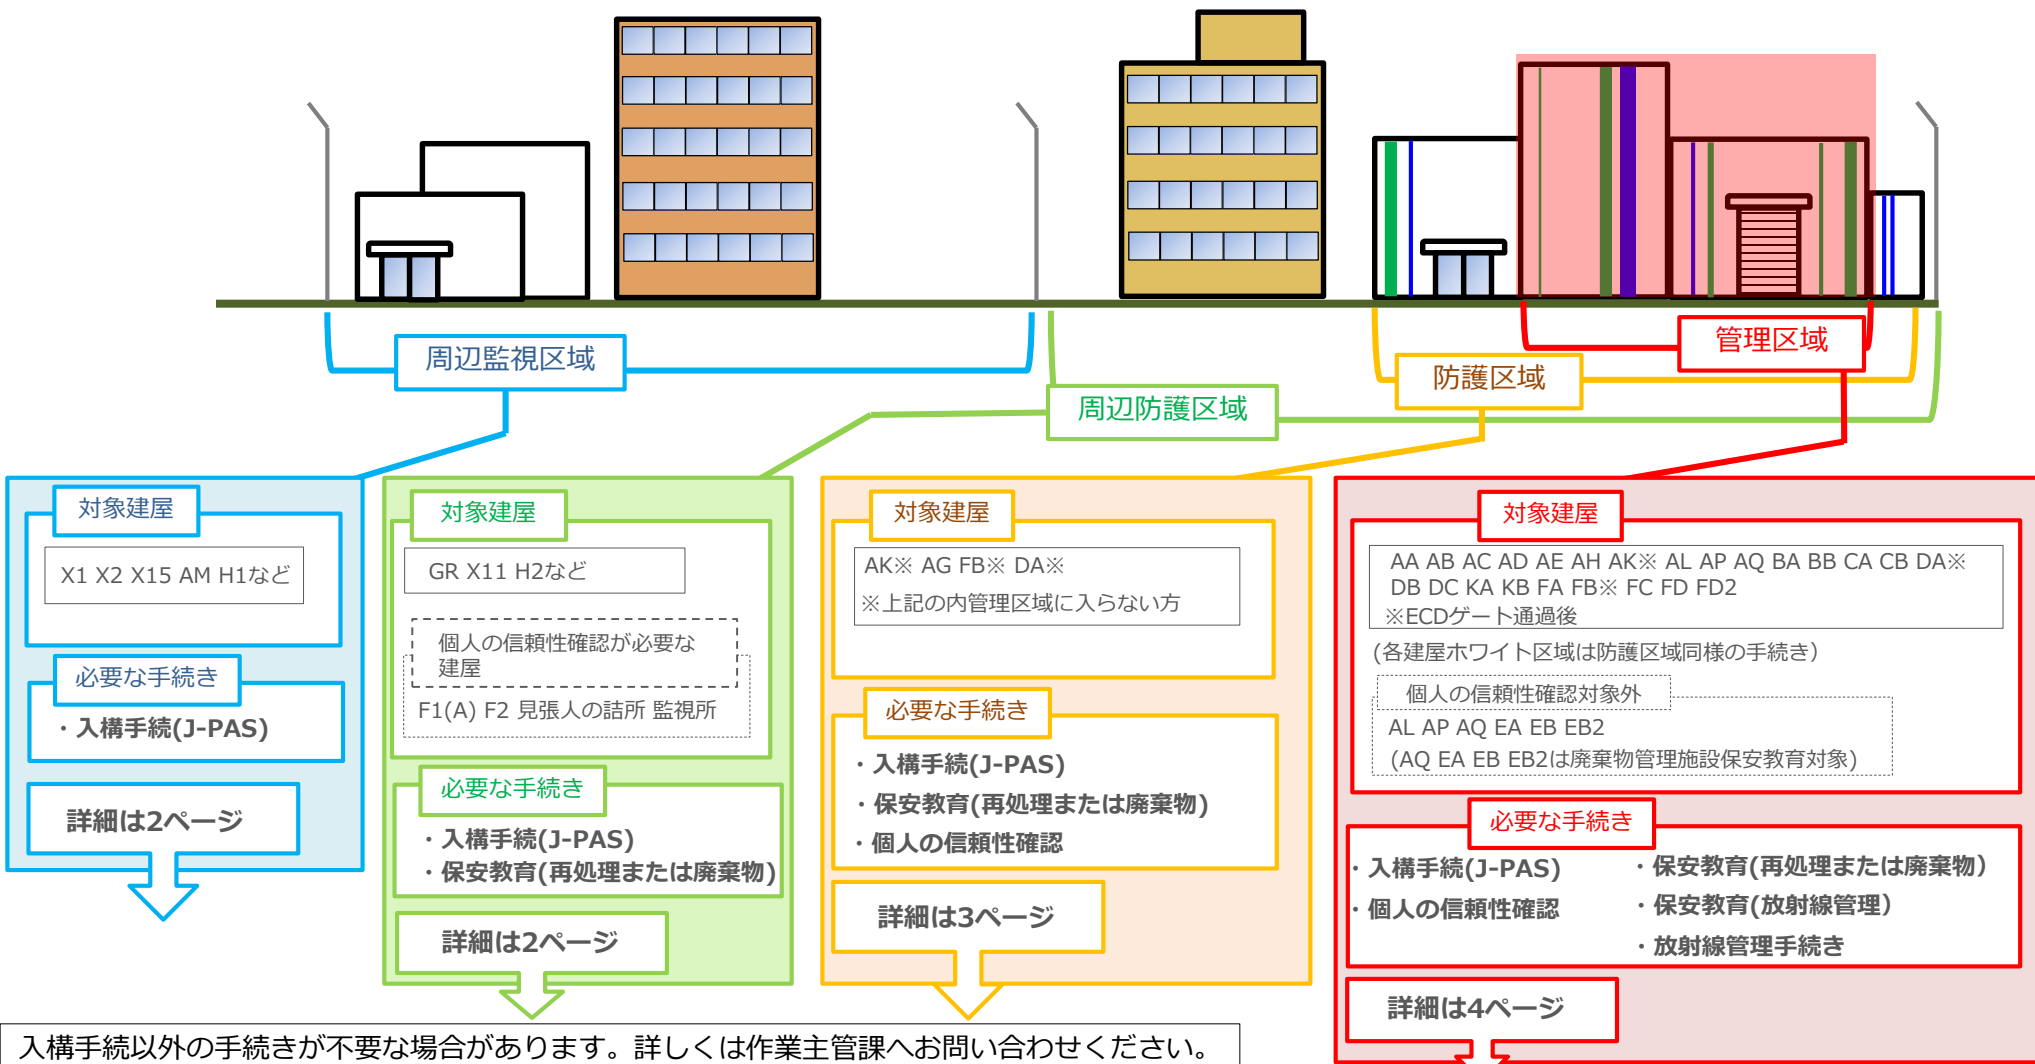 周辺監視区域
周辺防護区域
防護区域
管理区域
対象建屋
X1 X2 X15 AM H1など
必要な手続き
・入構手続(J-PAS)
詳細は2ページ
対象建屋
GR X11 H2など
個人の信頼性確認が必要な
建屋
F1(A) F2 見張人の詰所 監視所
必要な手続き
・入構手続(J-PAS)
・保安教育(再処理または廃棄物)
詳細は2ページ
対象建屋
AK※ AG FB※ DA※
※上記の内管理区域に入らない方
必要な手続き
・入構手続(J-PAS)
・保安教育(再処理または廃棄物)
・個人の信頼性確認
詳細は3ページ
対象建屋
AA AB AC AD AE AH AK※ AL AP AQ BA BB CA CB DA※
DB DC KA KB FA FB※ FC FD FD2
※ECDゲート通過後
(各建屋ホワイト区域は防護区域同様の手続き)
個人の信頼性確認対象外
AL AP AQ EA EB EB2
(AQ EA EB EB2は廃棄物管理施設保安教育対象)
必要な手続き
・入構手続(J-PAS)
・個人の信頼性確認
・保安教育(再処理または廃棄物)
・保安教育(放射線管理)
・放射線管理手続き
詳細は4ページ
入構手続以外の手続きが不要な場合があります。詳しくは作業主管課へお問い合わせください。